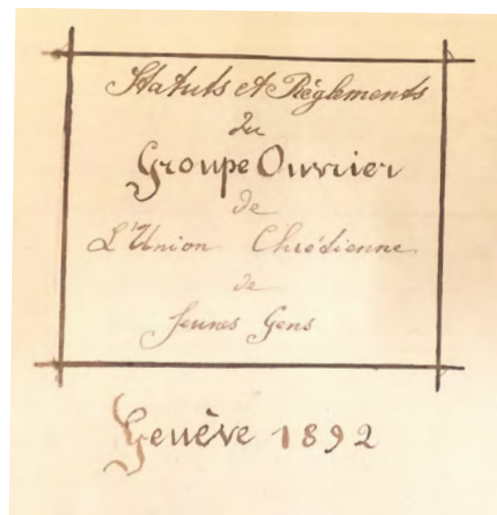 Statuts et Règlements
du
Groupe Ouvrier
de
L'Union Chrétienne
de
Jeunes Gens
Genève 1892